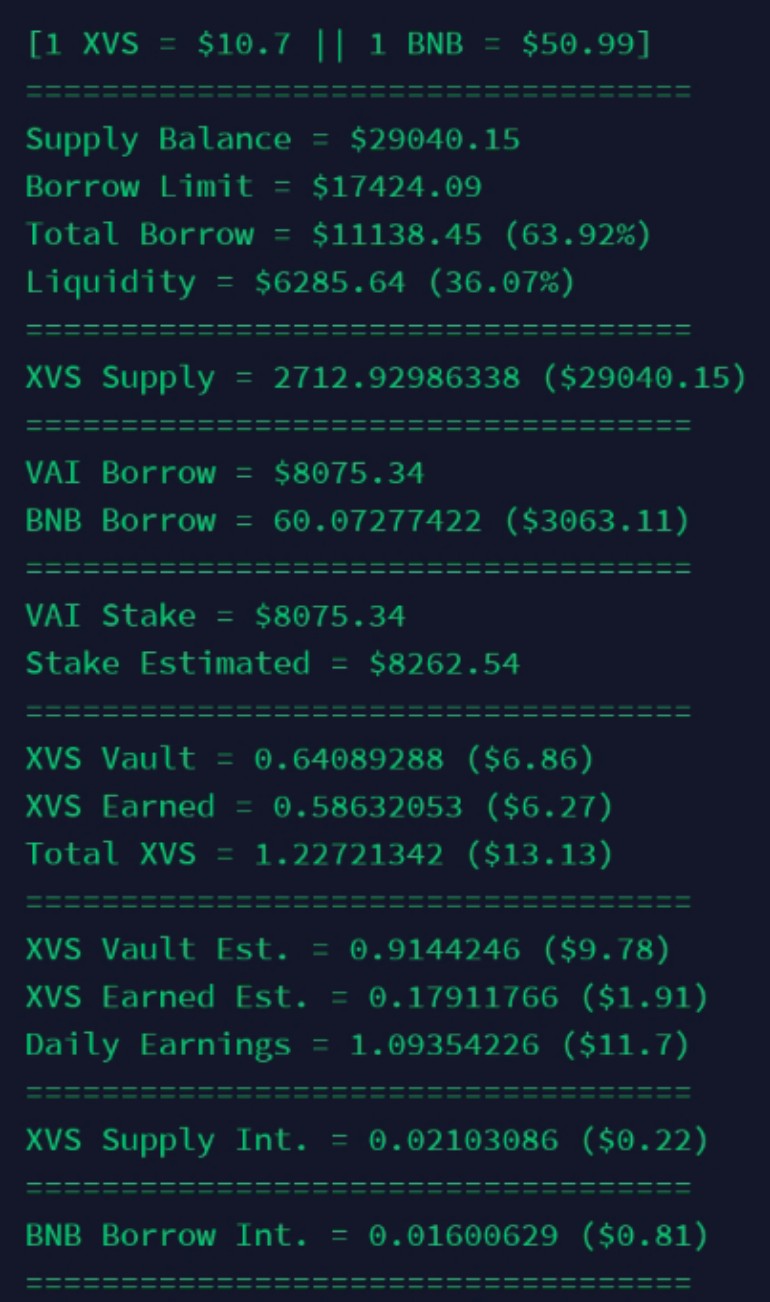 [1 XVS = $10.7 || 1 BNB = $50.99]
===================================
Supply Balance = $29040.15
Borrow Limit = $17424.09
Total Borrow = $11138.45 (63.92%)
Liquidity = $6285.64 (36.07%)
===================================
XVS Supply = 2712.92986338 ($29040.15)
===================================
VAI Borrow = $8075.34
BNB Borrow = 60.07277422 ($3063.11)
===================================
VAI Stake = $8075.34
Stake Estimated = $8262.54
===================================
XVS Vault = 0.64089288 ($6.86)
XVS Earned = 0.58632053 ($6.27)
Total XVS = 1.22721342 ($13.13)
===================================
XVS Vault Est. = 0.9144246 ($9.78)
XVS Earned Est. = 0.17911766 ($1.91)
Daily Earnings = 1.09354226 ($11.7)
===================================
XVS Supply Int. = 0.02103086 ($0.22)
===================================
BNB Borrow Int. = 0.01600629 ($0.81)
===================================